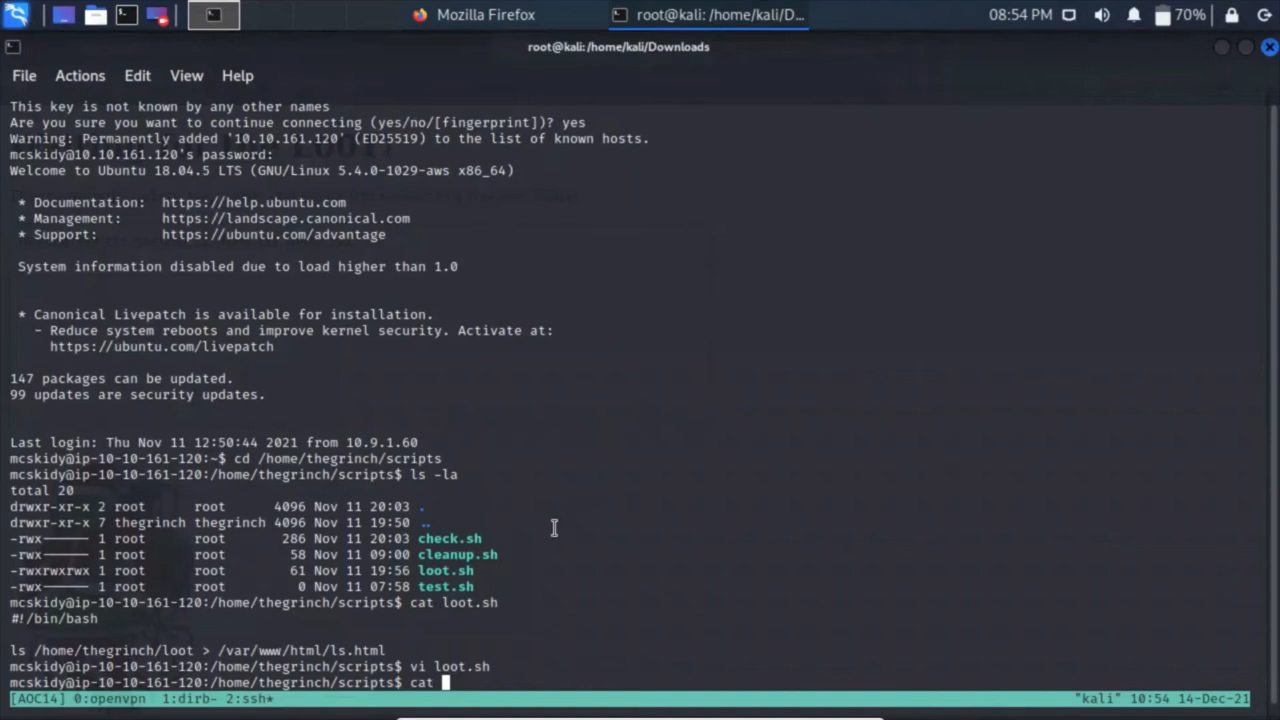 Mozilla Firefox
root@kali: /home/kali/D...
08:54 PM
70%
root@kali: /home/kali/Downloads
File Actions Edit View Help
This key is not known by any other names
Are you sure you want to continue connecting (yes/no/[fingerprint])? yes
Warning: Permanently added '10.10.161.120' (ED25519) to the list of known hosts.
mcskidy@10.10.161.120's password:
Welcome to Ubuntu 18.04.5 LTS (GNU/Linux 5.4.0-1029-aws x86_64)
* Documentation: https://help.ubuntu.com
* Management: https://landscape.canonical.com
* Support: https://ubuntu.com/advantage
System information disabled due to load higher than 1.0
* Canonical Livepatch is available for installation.
- Reduce system reboots and improve kernel security. Activate at:
https://ubuntu.com/livepatch
147 packages can be updated.
99 updates are security updates.
Last login: Thu Nov 11 12:50:44 2021 from 10.9.1.60
mcskidy@ip-10-10-161-120:~$ cd /home/thegrinch/scripts
mcskidy@ip-10-10-161-120:/home/thegrinch/scripts$ ls -la
total 20
drwxr-xr-x 2 root root 4096 Nov 11 20:03 .
drwxr-xr-x 7 thegrinch thegrinch 4096 Nov 11 19:50 ..
-rwx------ 1 root root 286 Nov 11 20:03 check.sh
-rwx------ 1 root root 58 Nov 11 09:00 cleanup.sh
-rwxrwxrwx 1 root root 61 Nov 11 19:56 loot.sh
-rwx------ 1 root root 0 Nov 11 07:58 test.sh
mcskidy@ip-10-10-161-120:/home/thegrinch/scripts$ cat loot.sh
#!/bin/bash
ls /home/thegrinch/loot > /var/www/html/ls.html
mcskidy@ip-10-10-161-120:/home/thegrinch/scripts$ vi loot.sh
mcskidy@ip-10-10-161-120:/home/thegrinch/scripts$ cat
[AOC14] 0:openvpn 1:dirb- 2:ssh* "kali" 10:54 14-Dec-21